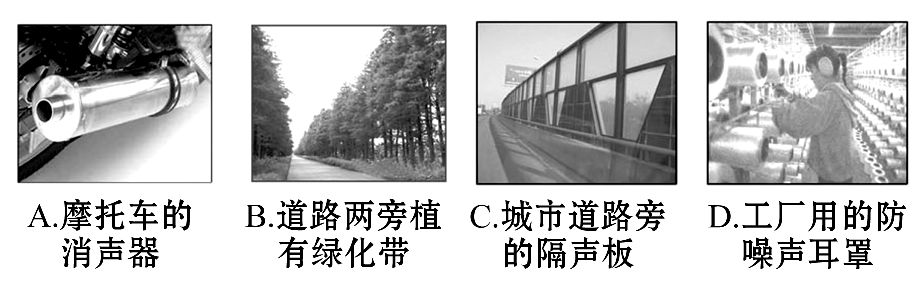 A.摩托车的
消声器
B.道路两旁植
有绿化带
C.城市道路旁
的隔声板
D.工厂用的防
噪声耳罩